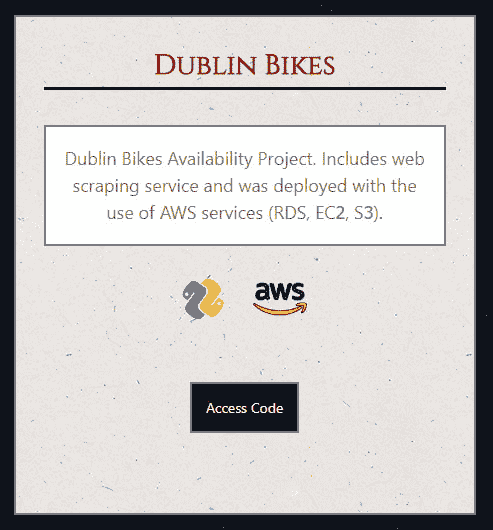 Dublin Bikes
Dublin Bikes Availability Project. Includes web
scraping service and was deployed with the
use of AWS services (RDS, EC2, S3).
aws
Access Code